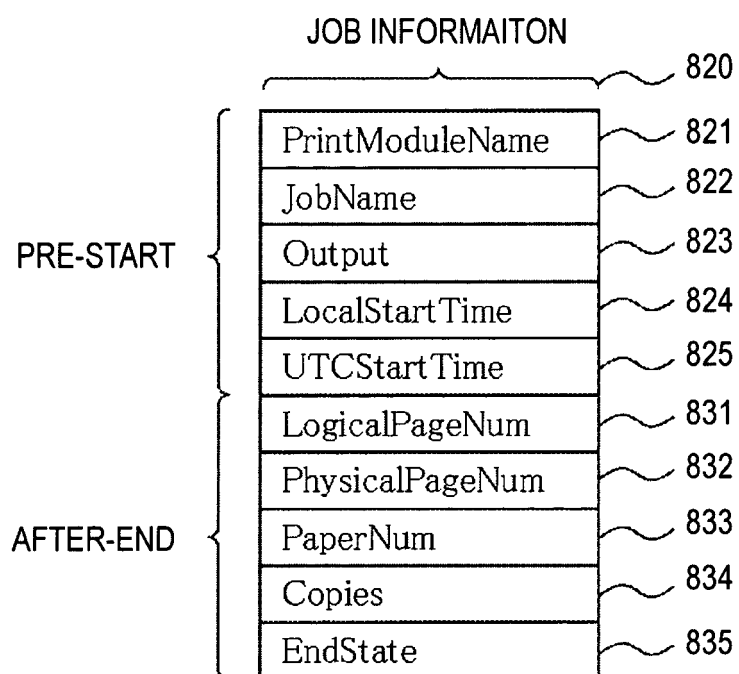 JOB INFORMAITON
820
PrintModuleName 821
JobName 822
PRE-START
Output 823
LocalStartTime 824
UTCStartTime 825
LogicalPageNum 831
PhysicalPageNum 832
AFTER-END
PaperNum 833
Copies 834
EndState 835